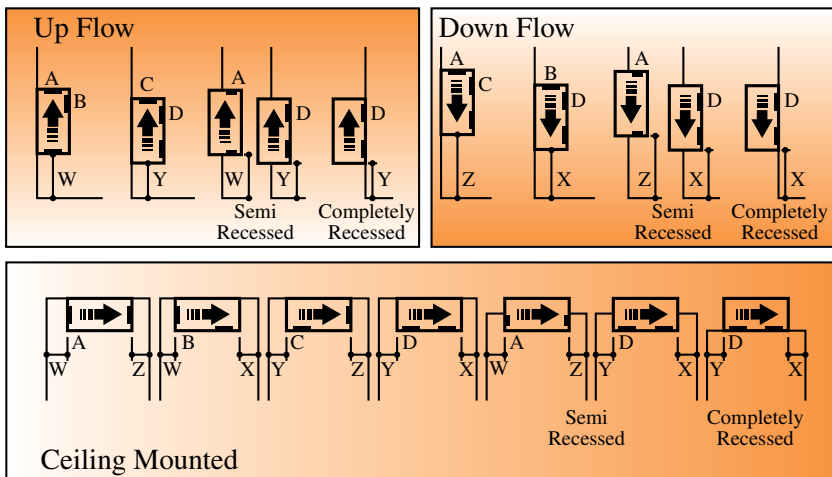 Up Flow
A
B
C
D
A
D
D
W
Y
W
Y
Y
Semi
Recessed
Completely
Recessed
Down Flow
A
C
B
D
A
D
D
Z
X
Z
X
X
Semi
Recessed
Completely
Recessed
A
B
C
D
A
D
D
W
Z
W
X
Y
Z
Y
X
W
Z
Y
X
Y
X
Semi
Recessed
Completely
Recessed
Ceiling Mounted